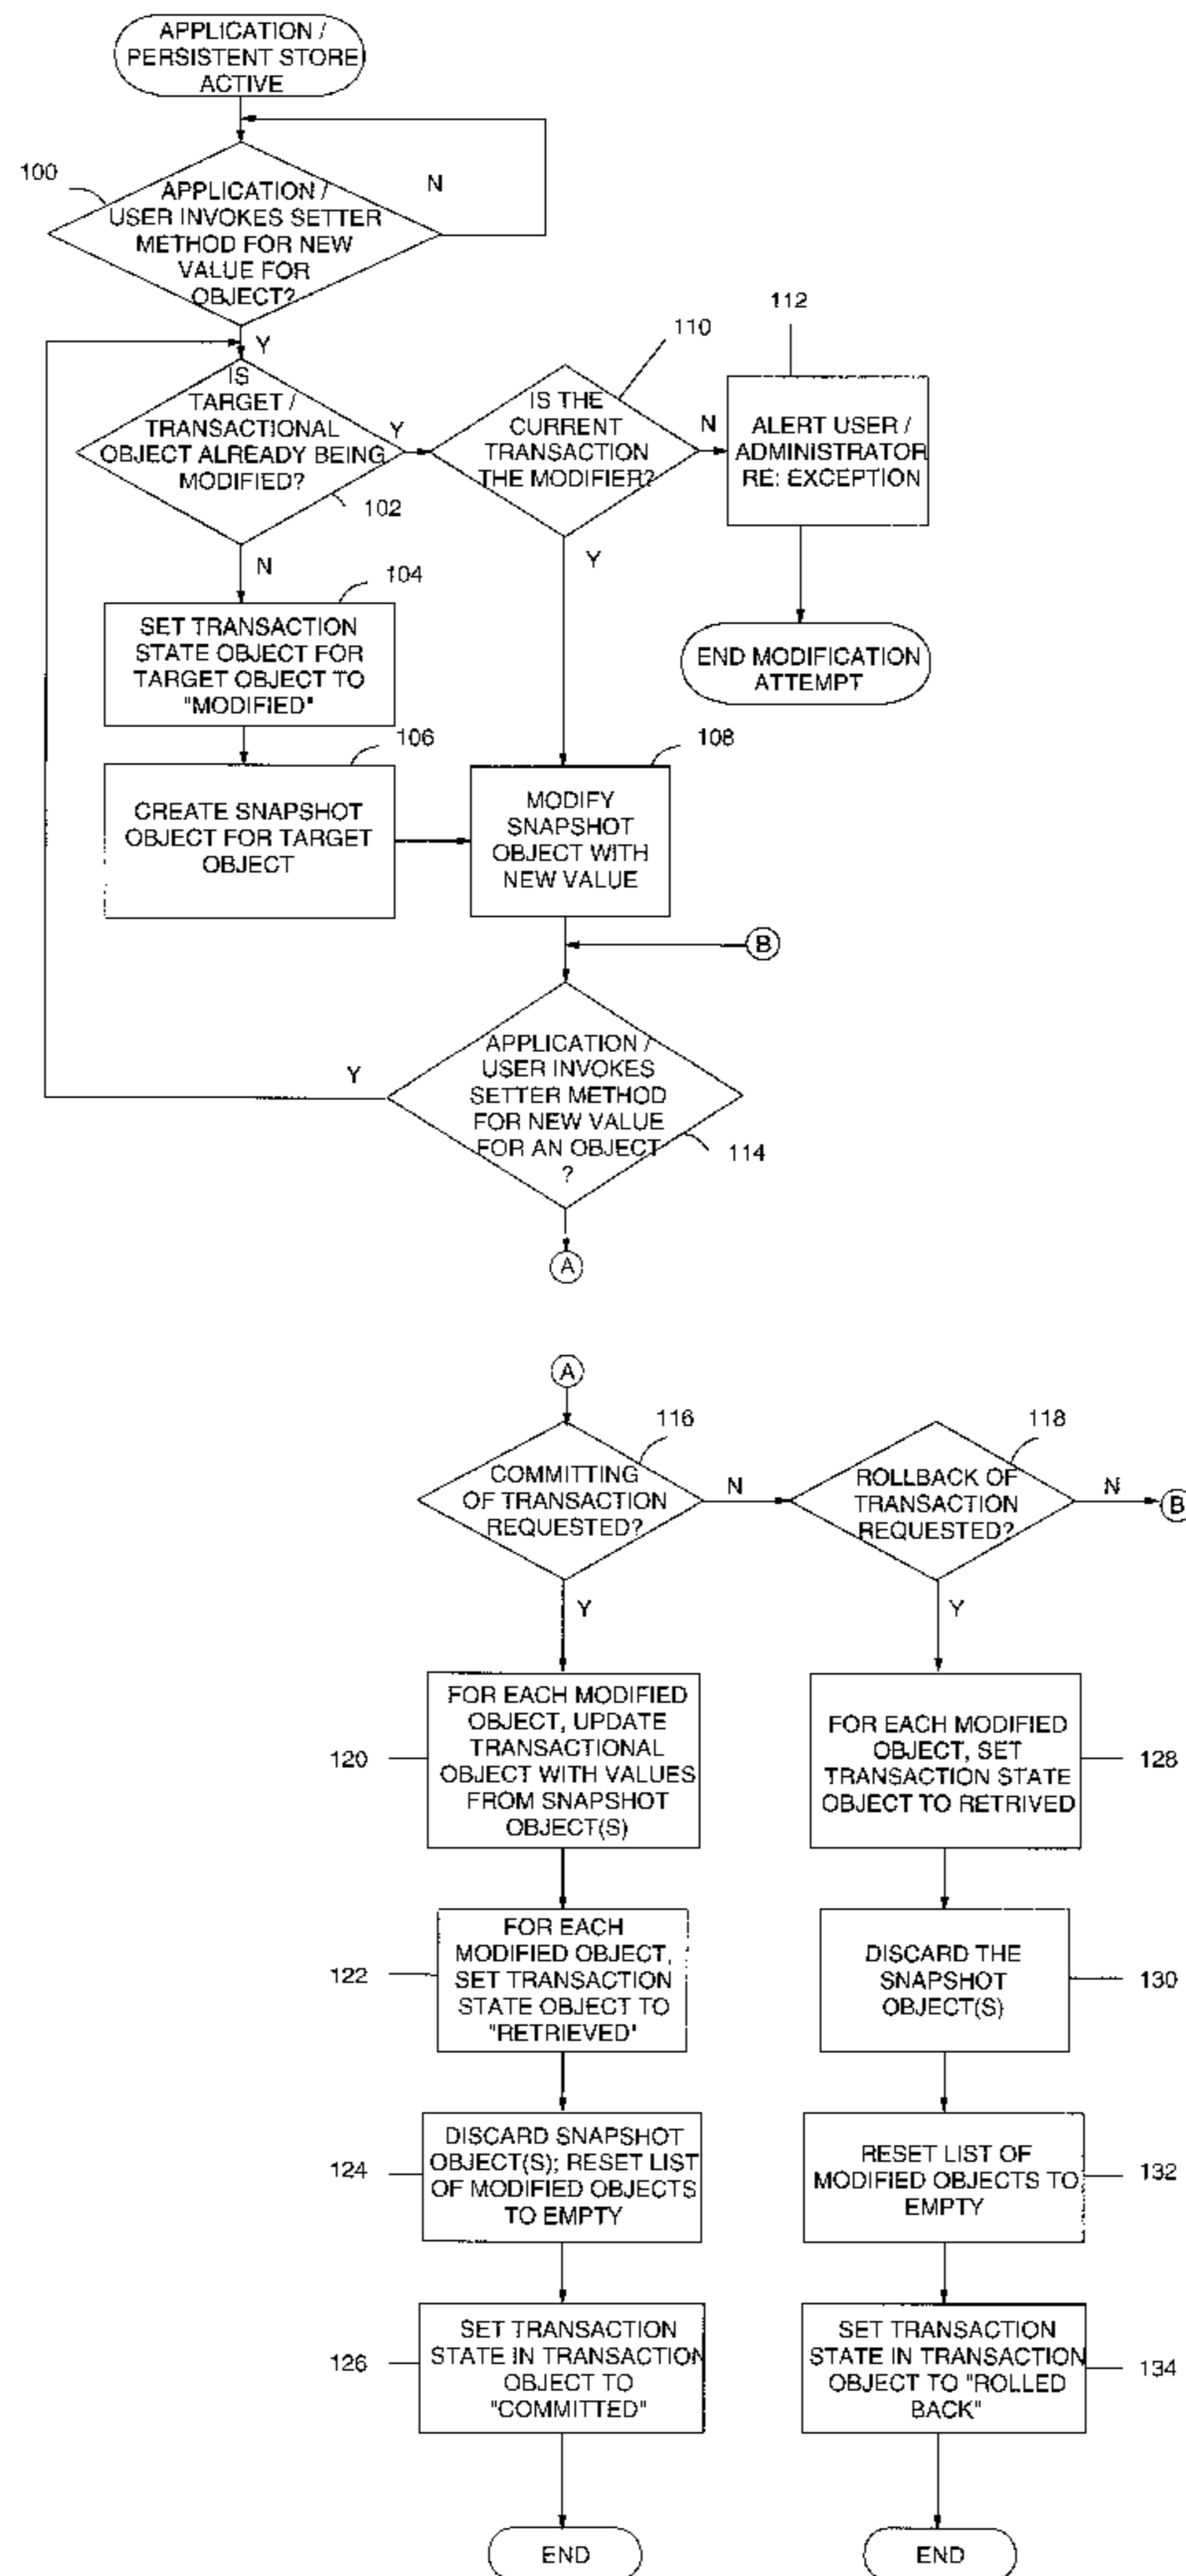 APPLICATION /
PERSISTENT STORE
ACTIVE
100
APPLICATION /
USER INVOKES SETTER
METHOD FOR NEW
VALUE FOR
OBJECT?
N
Y
IS
TARGET /
TRANSACTIONAL
OBJECT ALREADY BEING
MODIFIED?
102
Y
110
IS THE
CURRENT
TRANSACTION
THE MODIFIER?
N
112
ALERT USER /
ADMINISTRATOR
RE: EXCEPTION
END MODIFICATION
ATTEMPT
N
104
SET TRANSACTION
STATE OBJECT FOR
TARGET OBJECT TO
"MODIFIED"
Y
106
CREATE SNAPSHOT
OBJECT FOR TARGET
OBJECT
108
MODIFY
SNAPSHOT
OBJECT WITH
NEW VALUE
B
APPLICATION /
USER INVOKES
SETTER METHOD
FOR NEW VALUE
FOR AN OBJECT
?
Y
114
A
A
116
COMMITTING
OF TRANSACTION
REQUESTED?
N
118
ROLLBACK OF
TRANSACTION
REQUESTED?
N
B
Y
Y
120
FOR EACH MODIFIED
OBJECT, UPDATE
TRANSACTIONAL
OBJECT WITH VALUES
FROM SNAPSHOT
OBJECT(S)
FOR EACH MODIFIED
OBJECT, SET
TRANSACTION STATE
OBJECT TO RETRIVED
128
122
FOR EACH
MODIFIED OBJECT,
SET TRANSACTION
STATE OBJECT TO
"RETRIEVED"
DISCARD THE
SNAPSHOT
OBJECT(S)
130
124
DISCARD SNAPSHOT
OBJECT(S); RESET LIST
OF MODIFIED OBJECTS
TO EMPTY
RESET LIST OF
MODIFIED OBJECTS TO
EMPTY
132
126
SET TRANSACTION
STATE IN TRANSACTION
OBJECT TO
"COMMITTED"
SET TRANSACTION
STATE IN TRANSACTION
OBJECT TO "ROLLED
BACK"
134
END
END